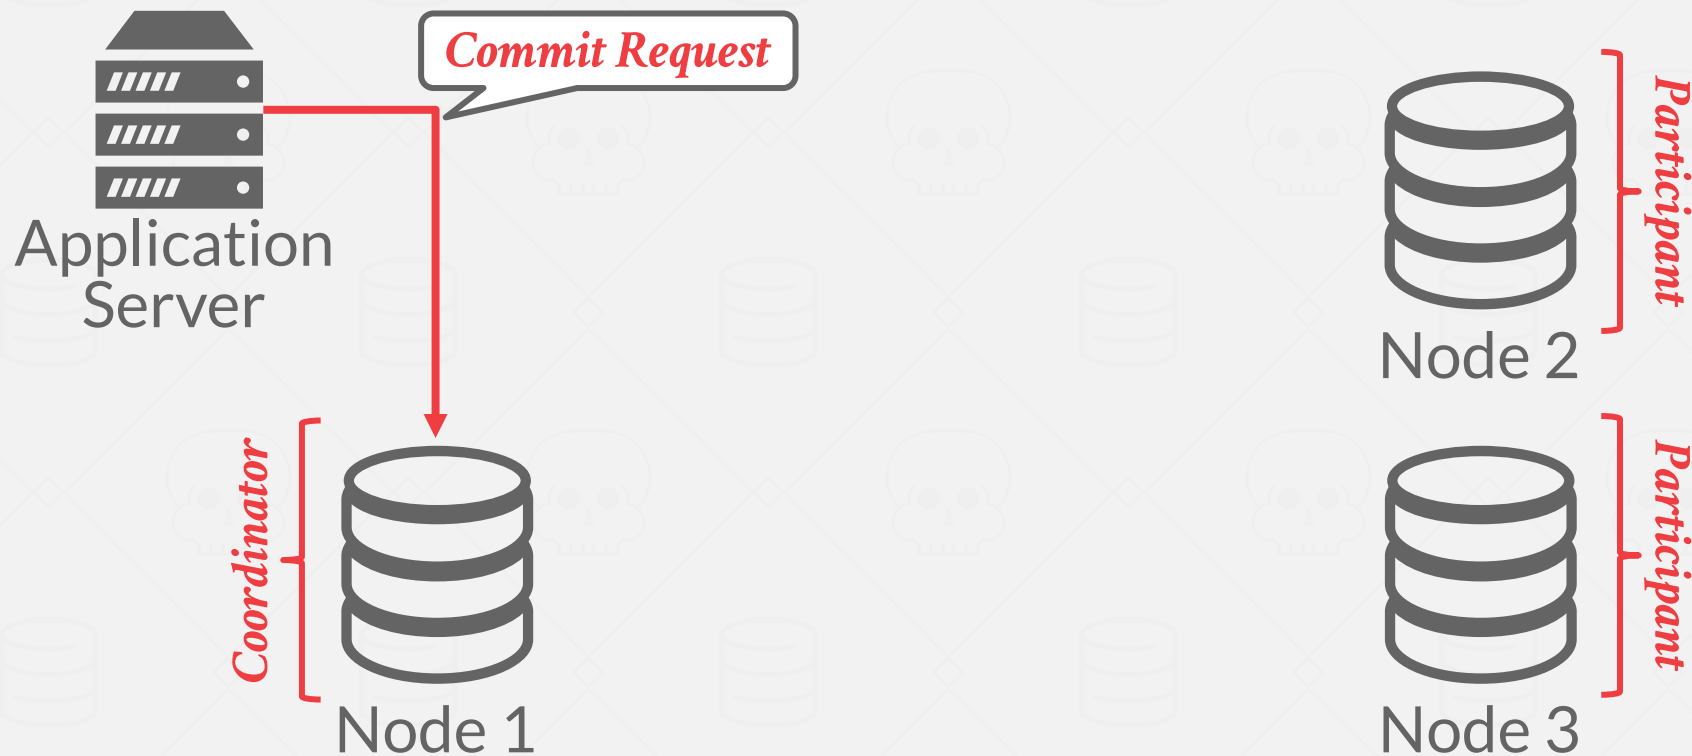 Commit Request
Application
Server
Participant
Node 2
Coordinator
Node 1
Participant
Node 3